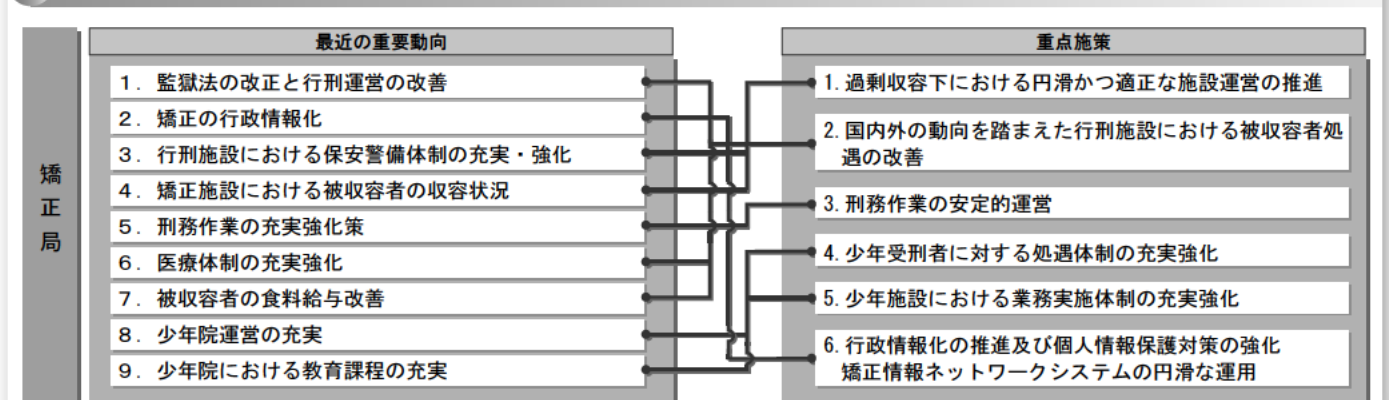 矯正局
最近の重要動向
1. 監獄法の改正と行刑運営の改善
2. 矯正の行政情報化
3. 行刑施設における保安警備体制の充実・強化
4. 矯正施設における被収容者の収容状況
5. 刑務作業の充実強化策
6. 医療体制の充実強化
7. 被収容者の食料給与改善
8. 少年院運営の充実
9. 少年院における教育課程の充実
重点施策
1. 過剰収容下における円滑かつ適正な施設運営の推進
2. 国内外の動向を踏まえた行刑施設における被収容者処
遇の改善
3. 刑務作業の安定的運営
4. 少年受刑者に対する処遇体制の充実強化
5. 少年施設における業務実施体制の充実強化
6. 行政情報化の推進及び個人情報保護対策の強化
矯正情報ネットワークシステムの円滑な運用